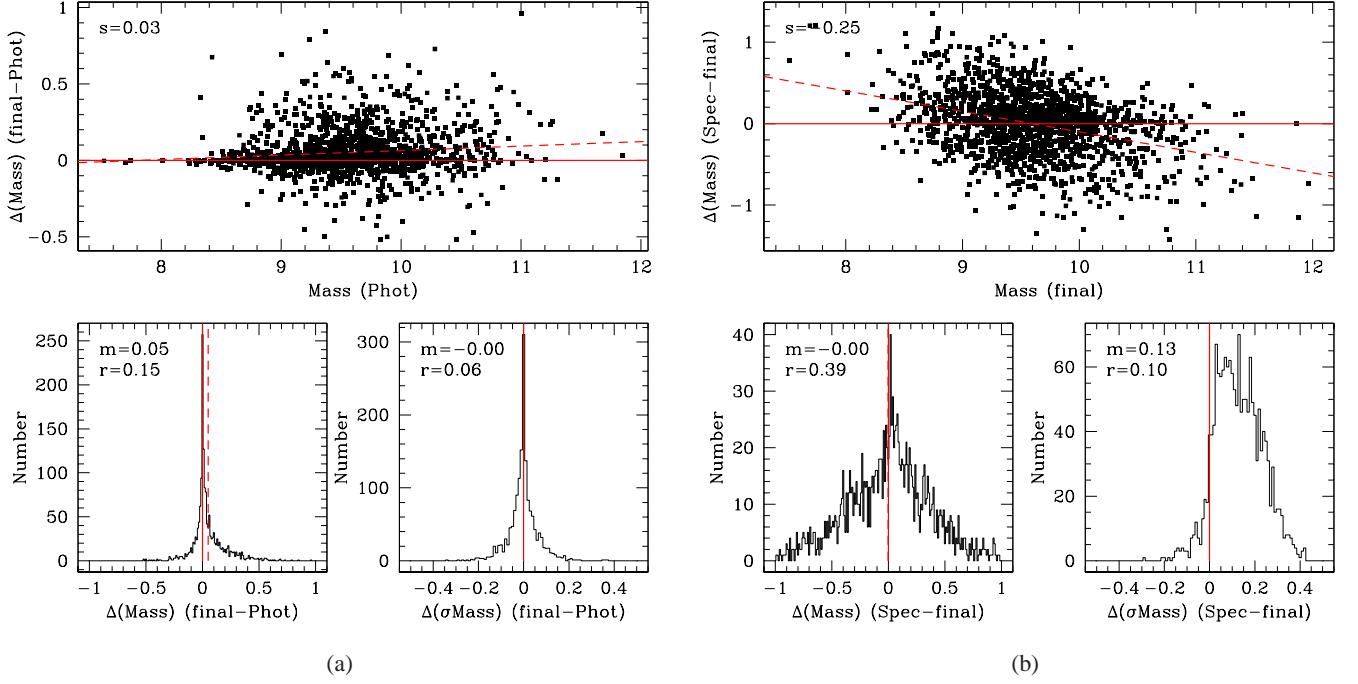 s=0.03
Δ(Mass) (final-Phot)
1
0.5
0
-0.5
8
9
10
11
12
Mass (Phot)
s=-0.25
Δ(Mass) (Spec-final)
1
0
-1
8
9
10
11
12
Mass (final)
m=0.05
r=0.15
Number
250
200
150
100
50
0
-1
-0.5
0
0.5
1
Δ(Mass) (final-Phot)
m=-0.00
r=0.06
Number
300
200
100
0
-0.4
-0.2
0
0.2
0.4
Δ(σMass) (final-Phot)
m=-0.00
r=0.39
Number
40
30
20
10
0
-1
-0.5
0
0.5
1
Δ(Mass) (Spec-final)
m=0.13
r=0.10
Number
60
40
20
0
-0.4
-0.2
0
0.2
0.4
Δ(σMass) (Spec-final)
(a)
(b)